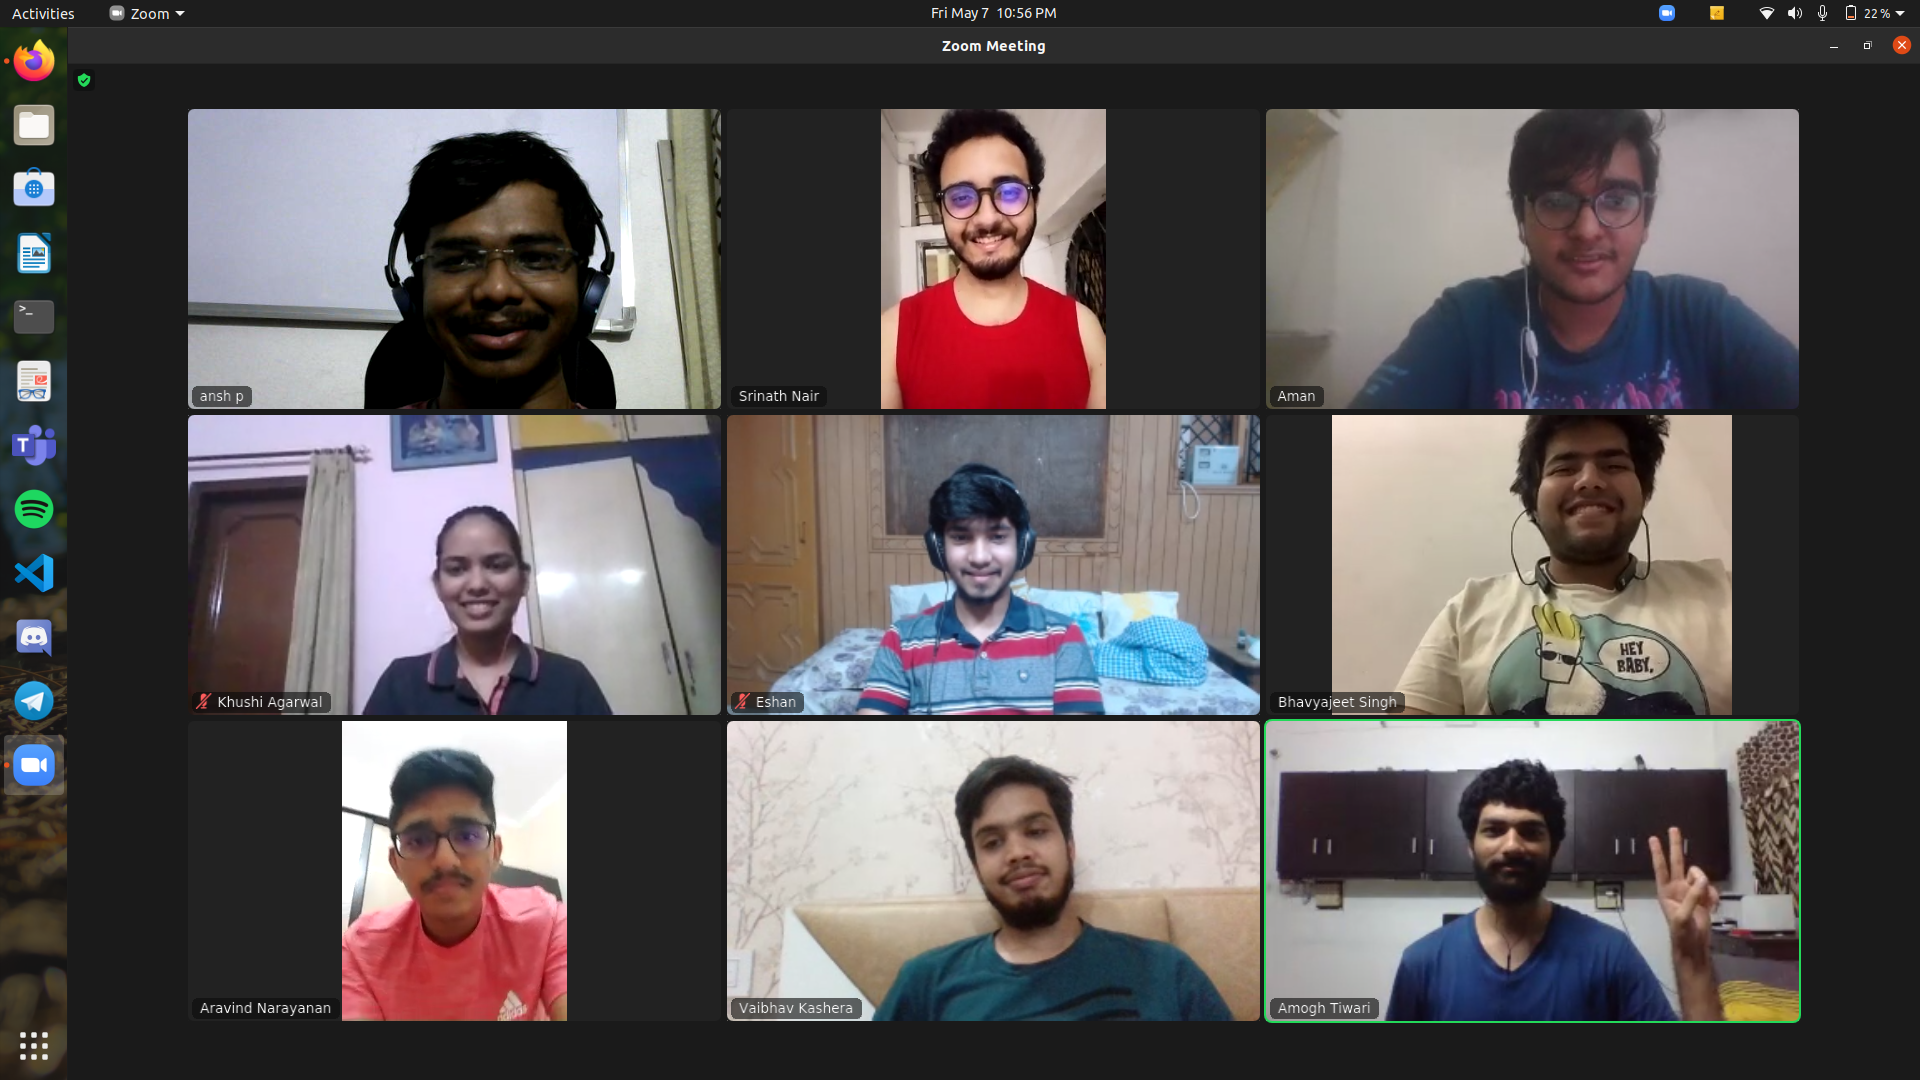 Activities
Zoom
Fri May 7 10:56 PM
22 %
Zoom Meeting
>_
T
ansh p
Srinath Nair
Aman
Khushi Agarwal
Eshan
HEY
BABY.
Bhavyajeet Singh
Aravind Narayanan
adidas
Vaibhav Kashera
Amogh Tiwari